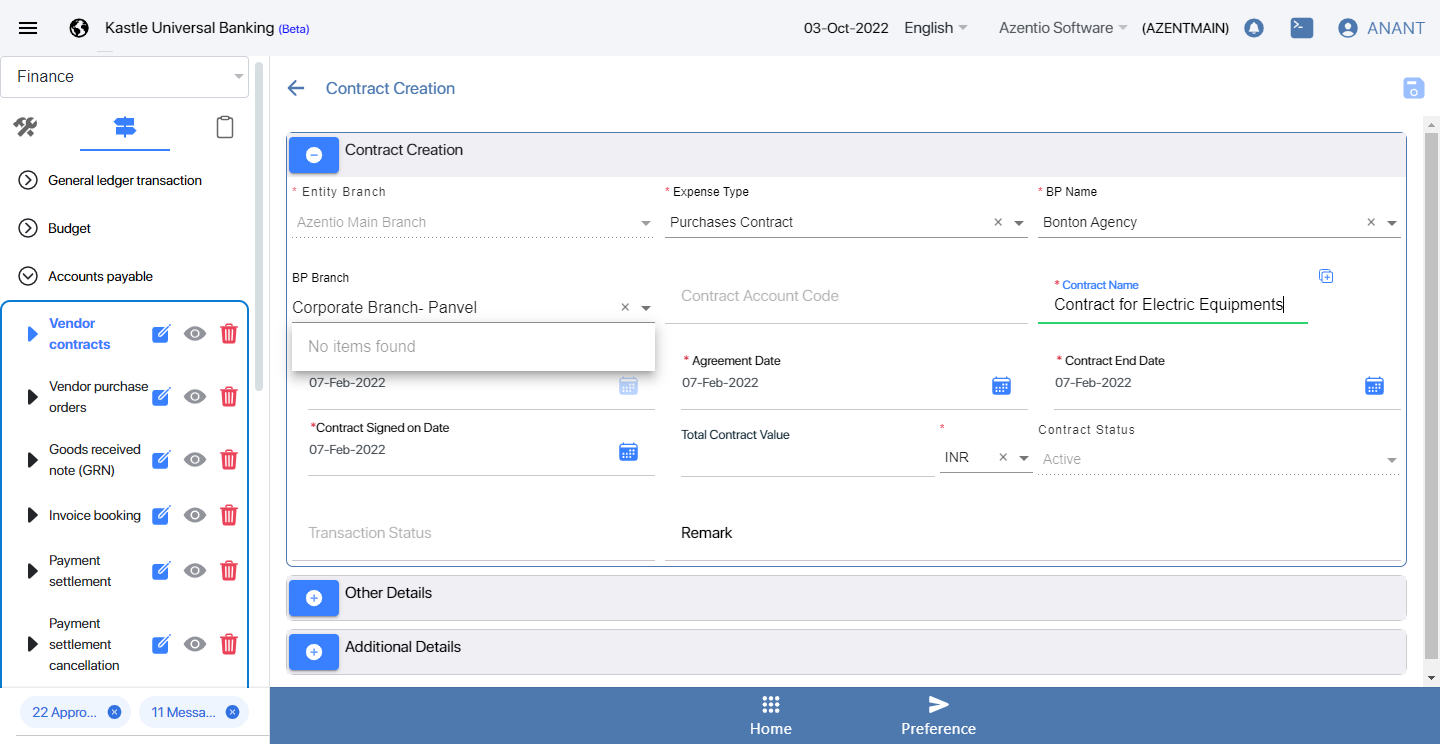 Kastle Universal Banking (Beta)
03-Oct-2022
English
Azentio Software
(AZENTMAIN)
ANANT
Finance
General ledger transaction
Budget
Accounts payable
Vendor
contracts
Vendor purchase
orders
Goods received
note (GRN)
Invoice booking
Payment
settlement
Payment
settlement
cancellation
22 Appro...
11 Messa...
Contract Creation
Contract Creation
* Entity Branch
* Expense Type
* BP Name
Azentio Main Branch
Purchases Contract
Bonton Agency
BP Branch
Corporate Branch- Panvel
Contract Account Code
* Contract Name
Contract for Electric Equipments
No items found
* Agreement Date
* Contract End Date
07-Feb-2022
07-Feb-2022
07-Feb-2022
*Contract Signed on Date
Total Contract Value
*
Contract Status
07-Feb-2022
INR
Active
Transaction Status
Remark
Other Details
Additional Details
Home
Preference